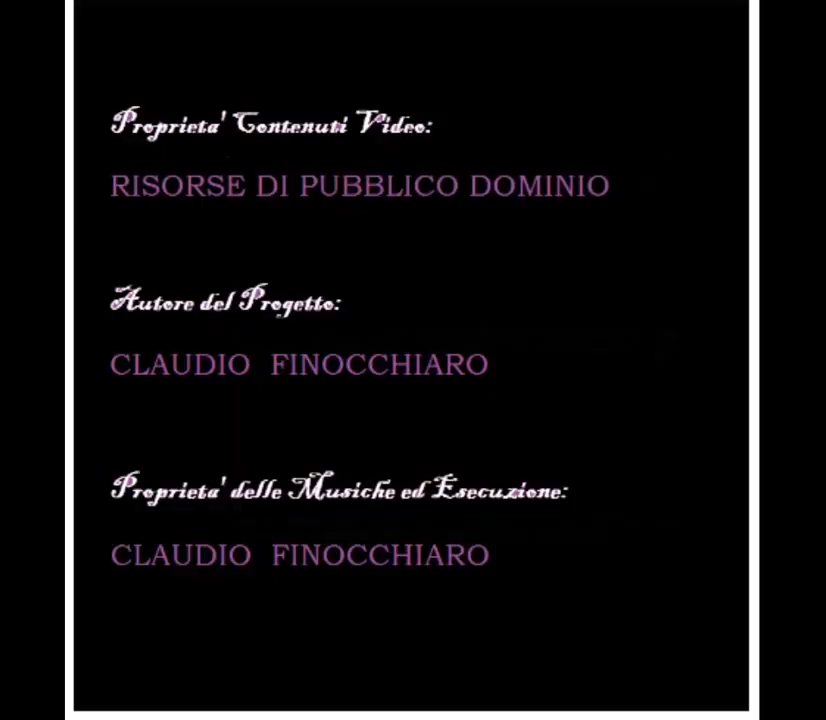 Proprieta' Contenuti Video:
RISORSE DI PUBBLICO DOMINIO
Autore del Progetto:
CLAUDIO FINOCCHIARO
Proprieta' delle Musiche ed Esecuzione:
CLAUDIO FINOCCHIARO